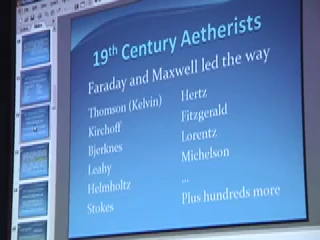 19th Century Aetherists
Faraday and Maxwell led the way
Thomson (Kelvin)
Kirchoff
Bjerknes
Leahy
Helmholtz
Stokes
Hertz
Fitzgerald
Lorentz
Michelson
...
Plus hundreds more